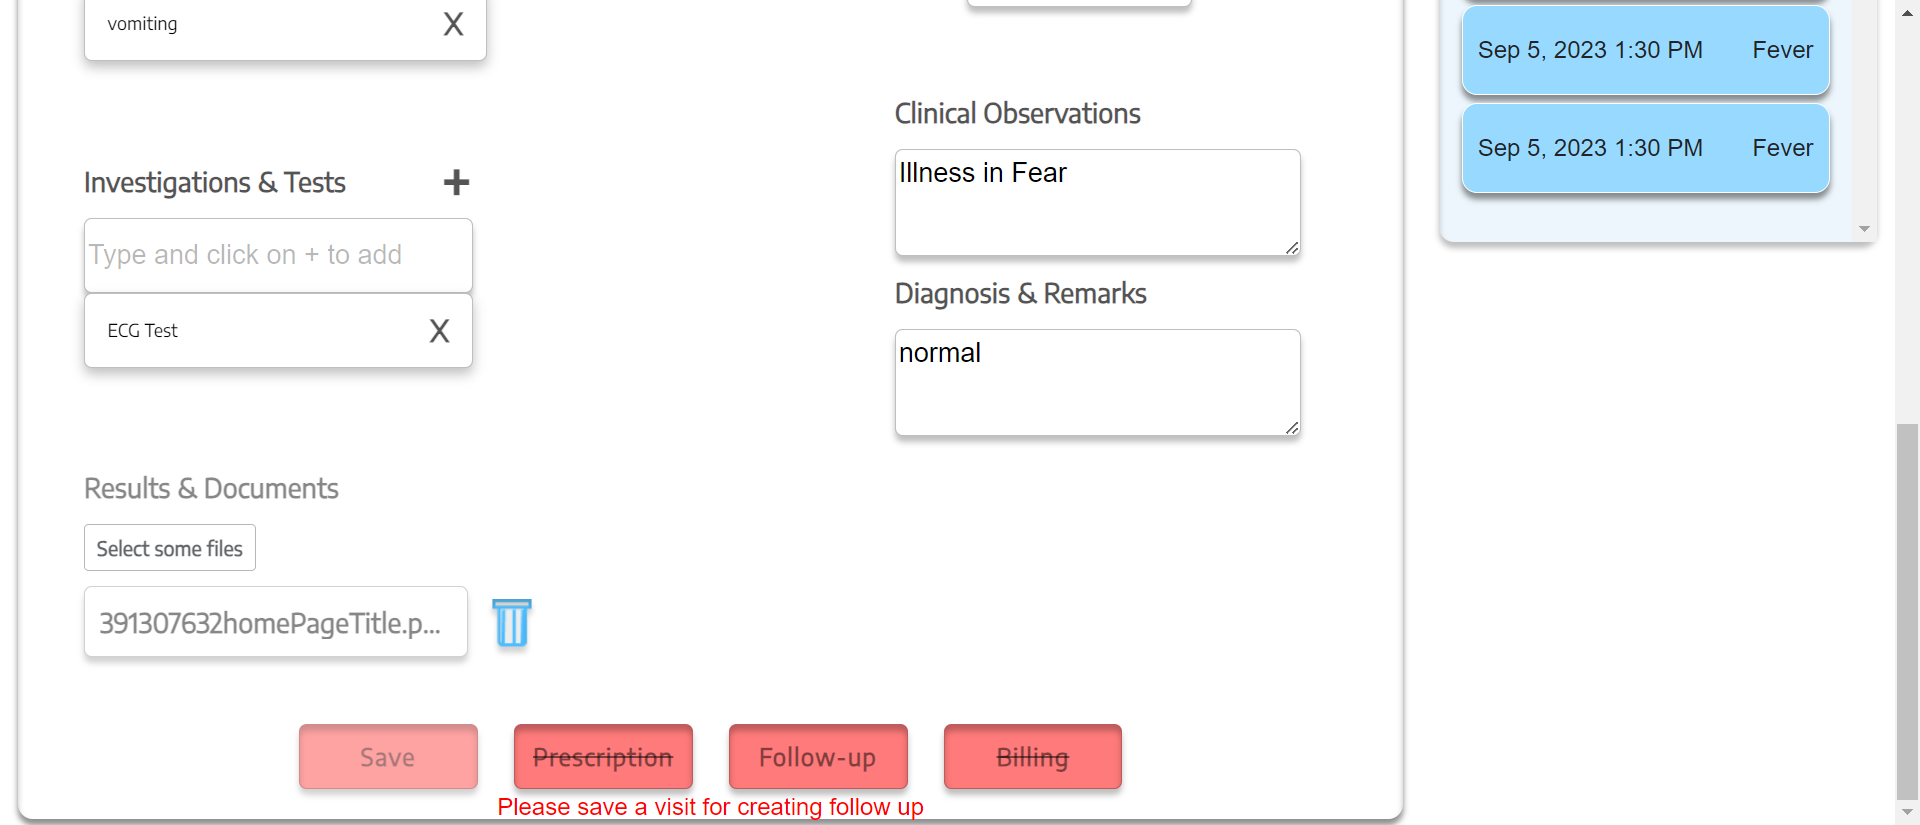 vomiting X
Investigations & Tests +
Type and click on + to add
ECG Test X
Results & Documents
Select some files
391307632homePageTitle.p...
Clinical Observations
Illness in Fear
Diagnosis & Remarks
normal
Save Prescription Follow-up Billing
Please save a visit for creating follow up
Sep 5, 2023 1:30 PM Fever
Sep 5, 2023 1:30 PM Fever